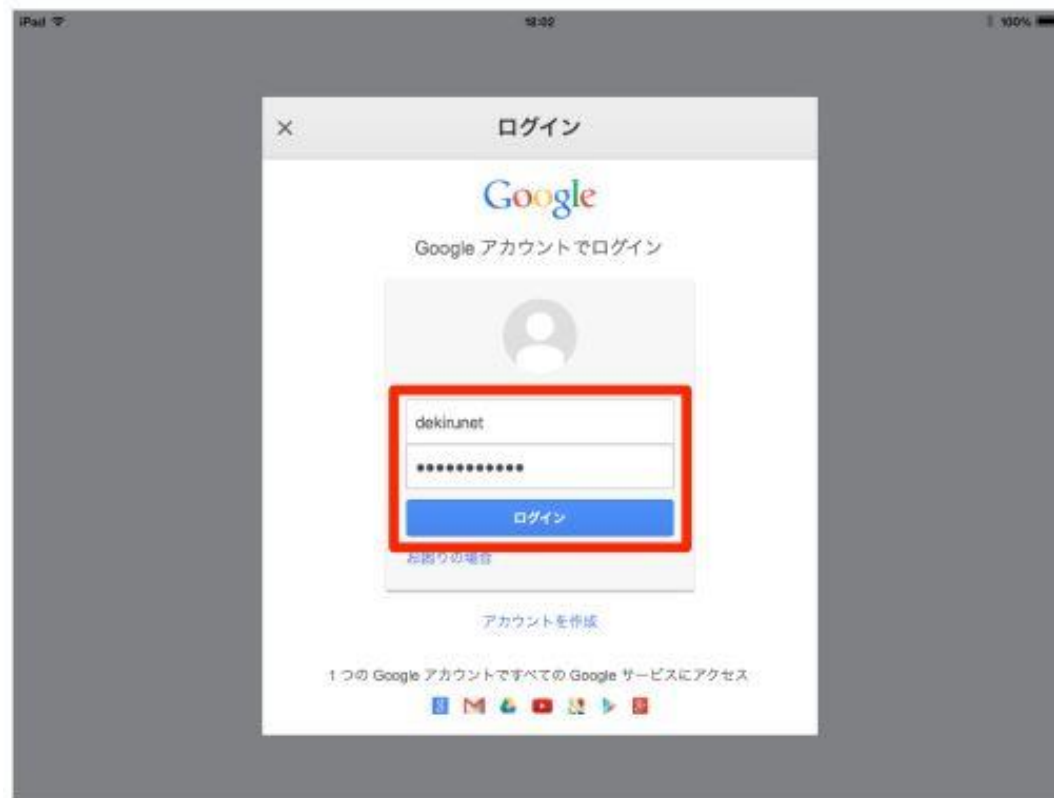 iPad
18:02
100%
×
ログイン
Google
Google アカウントでログイン
dekirunet
•••••••••••
ログイン
お困りの場合
アカウントを作成
1 つの Google アカウントですべての Google サービスにアクセス